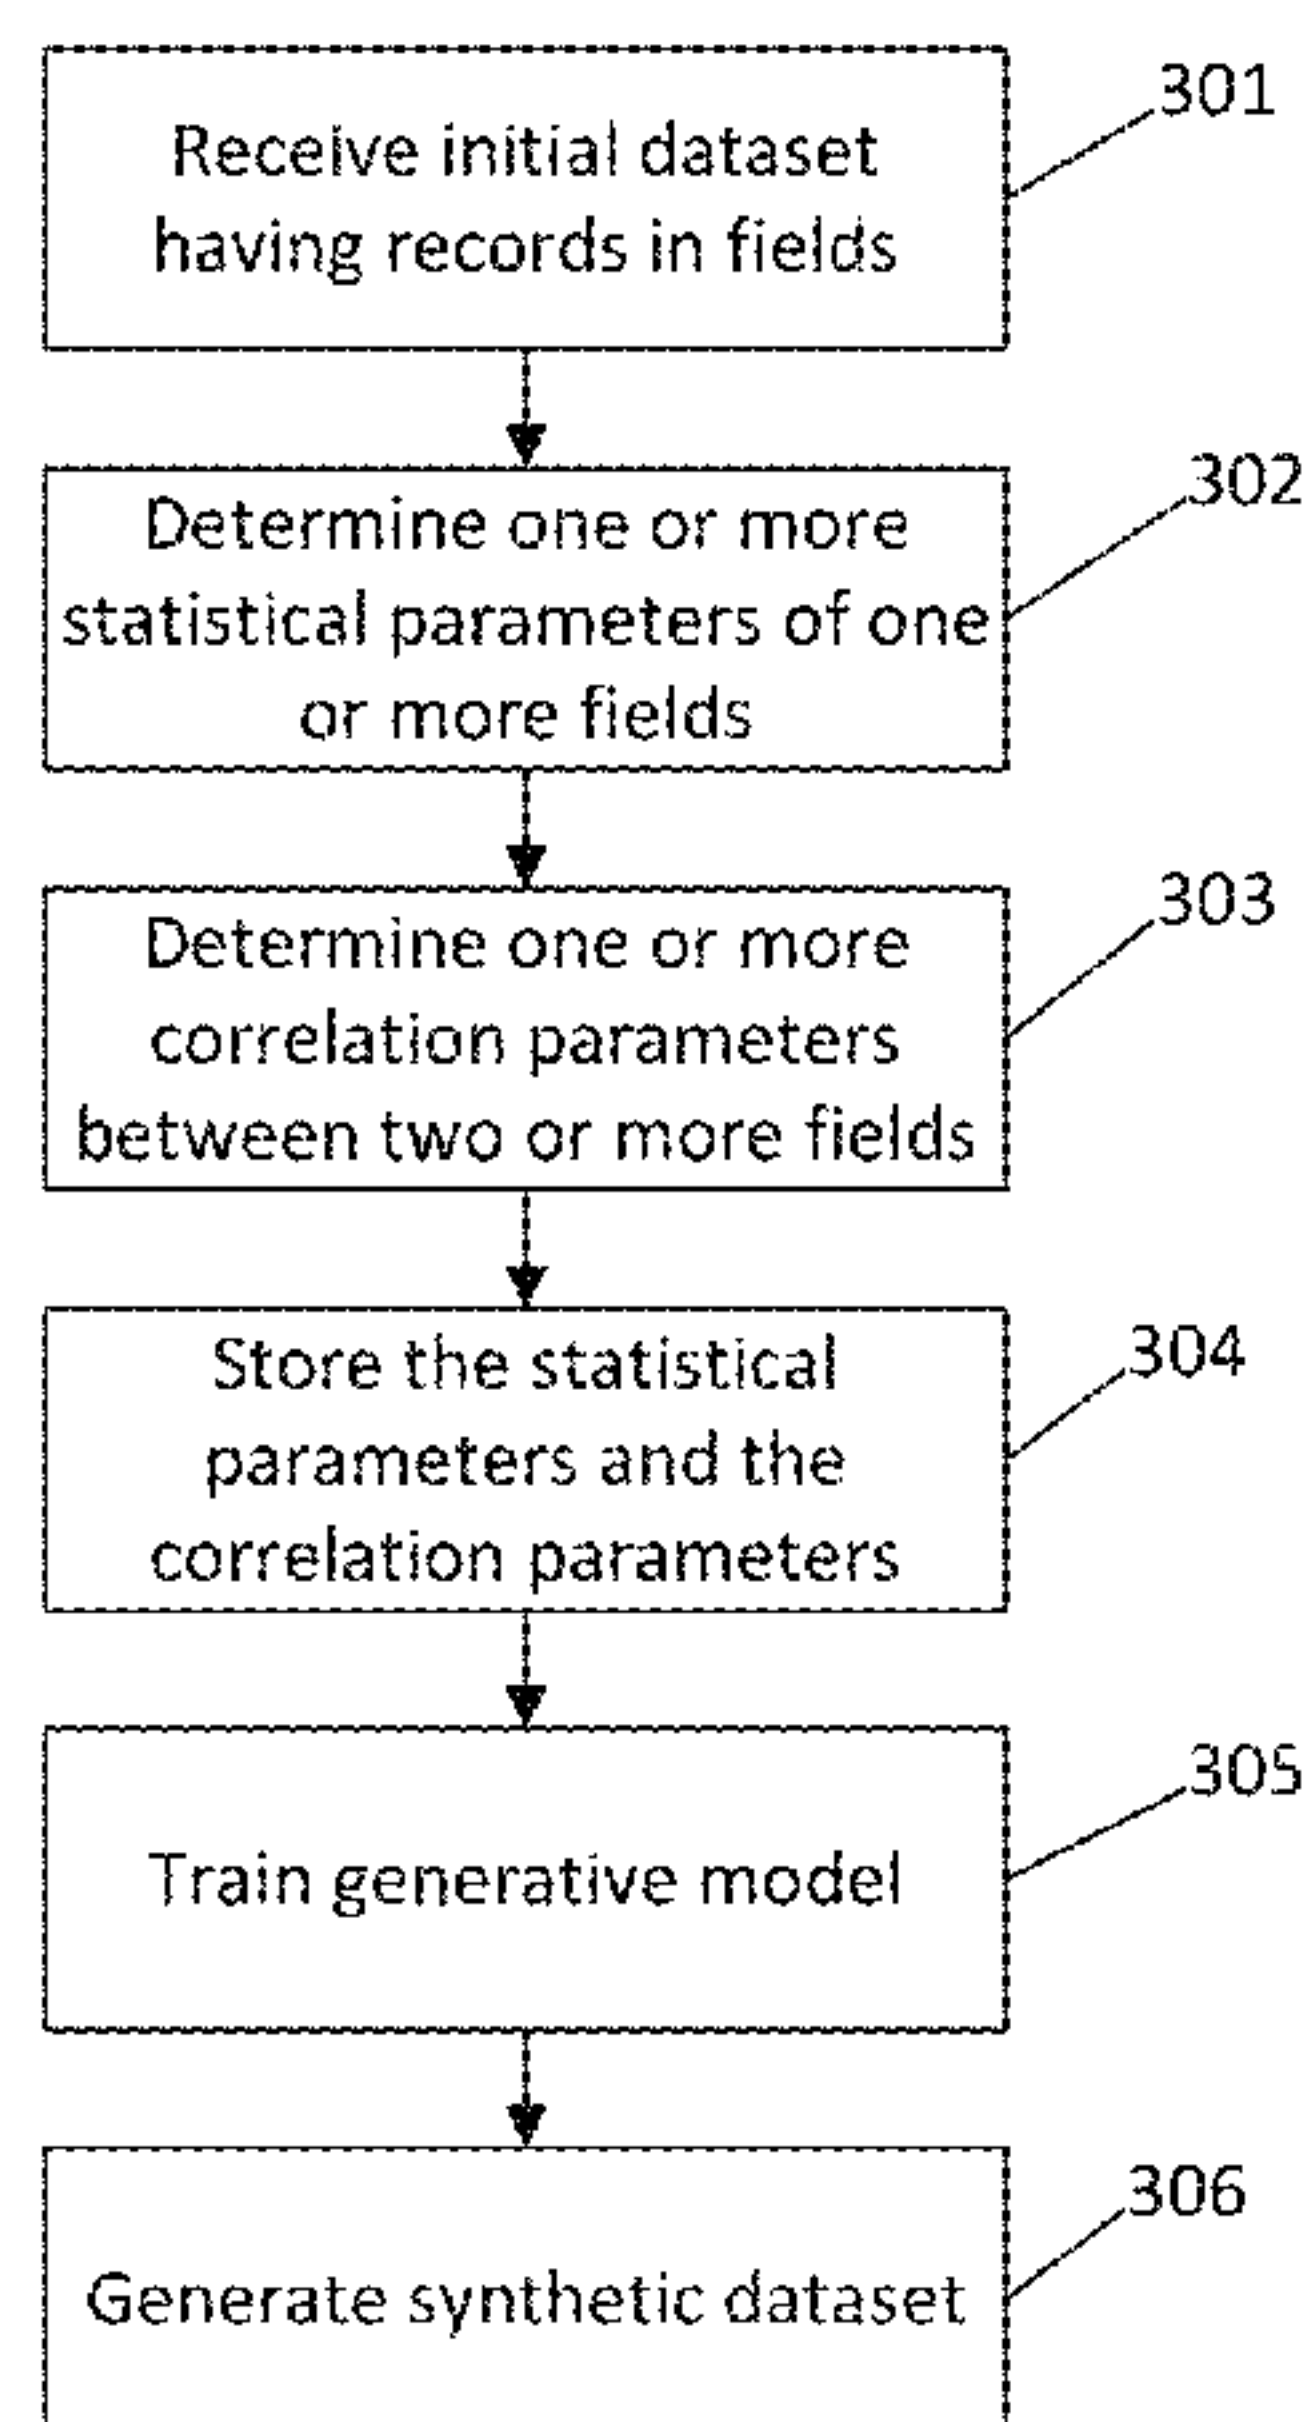 Receive initial dataset
having records in fields
301
Determine one or more
statistical parameters of one
or more fields
302
Determine one or more
correlation parameters
between two or more fields
303
Store the statistical
parameters and the
correlation parameters
304
Train generative model
305
Generate synthetic dataset
306